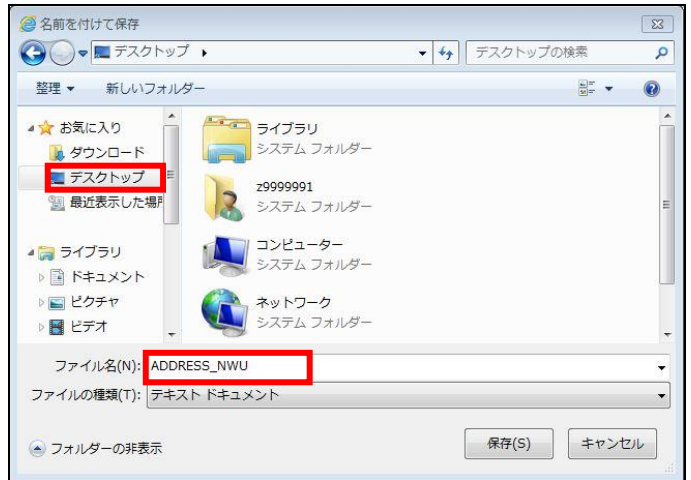 名前を付けて保存
デスクトップ
デスクトップの検索
整理 新しいフォルダー
お気に入り
ダウンロード
デスクトップ
最近表示した場所
ライブラリ
ドキュメント
ピクチャ
ビデオ
ライブラリ
システム フォルダー
z9999991
システム フォルダー
コンピューター
システム フォルダー
ネットワーク
システム フォルダー
ファイル名(N): ADDRESS_NWU
ファイルの種類(T): テキスト ドキュメント
フォルダーの非表示
保存(S) キャンセル